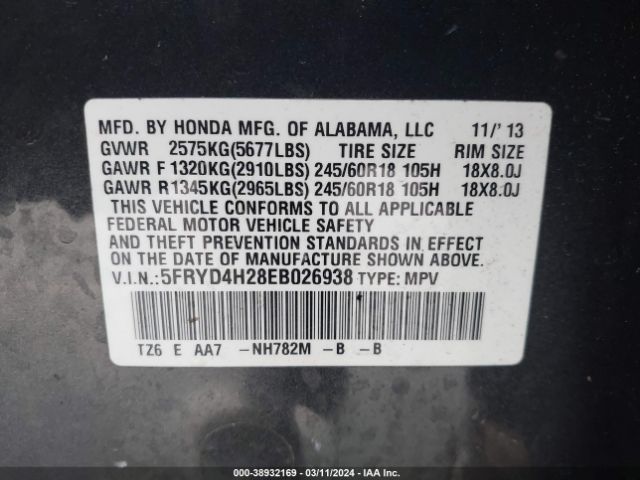 MFD. BY HONDA MFG. OF ALABAMA, LLC 11/' 13
GVWR 2575KG(5677LBS) TIRE SIZE RIM SIZE
GAWR F 1320KG(2910LBS) 245/60R18 105H 18X8.0J
GAWR R1345KG(2965LBS) 245/60R18 105H 18X8.0J
THIS VEHICLE CONFORMS TO ALL APPLICABLE
FEDERAL MOTOR VEHICLE SAFETY
AND THEFT PREVENTION STANDARDS IN EFFECT
ON THE DATE OF MANUFACTURE SHOWN ABOVE.
V.I.N.: 5FRYD4H28EB026938 TYPE: MPV
TZ6 E AA7 -NH782M -B -B
000-38932169 - 03/11/2024 - IAA Inc.